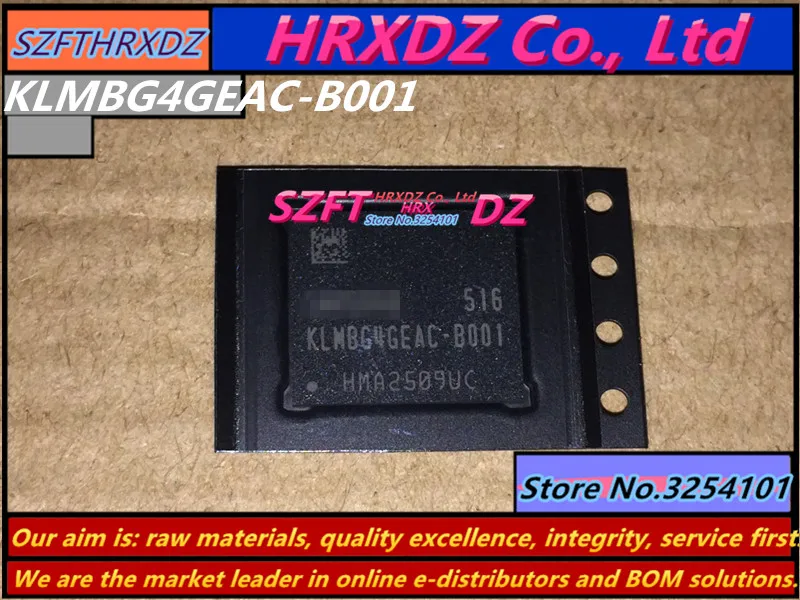 SZFTHRXDZ
HRXDZ Co., Ltd
KLMBG4GEAC-B001
HRXDZ Co., Ltd
SZFT HRX DZ
Store No.3254101
516
KLMBG4GEAC-B001
HMA2509UC
Store No.3254101
Our aim is: raw materials, quality excellence, integrity, service first.
We are the market leader in online e-distributors and BOM solutions.